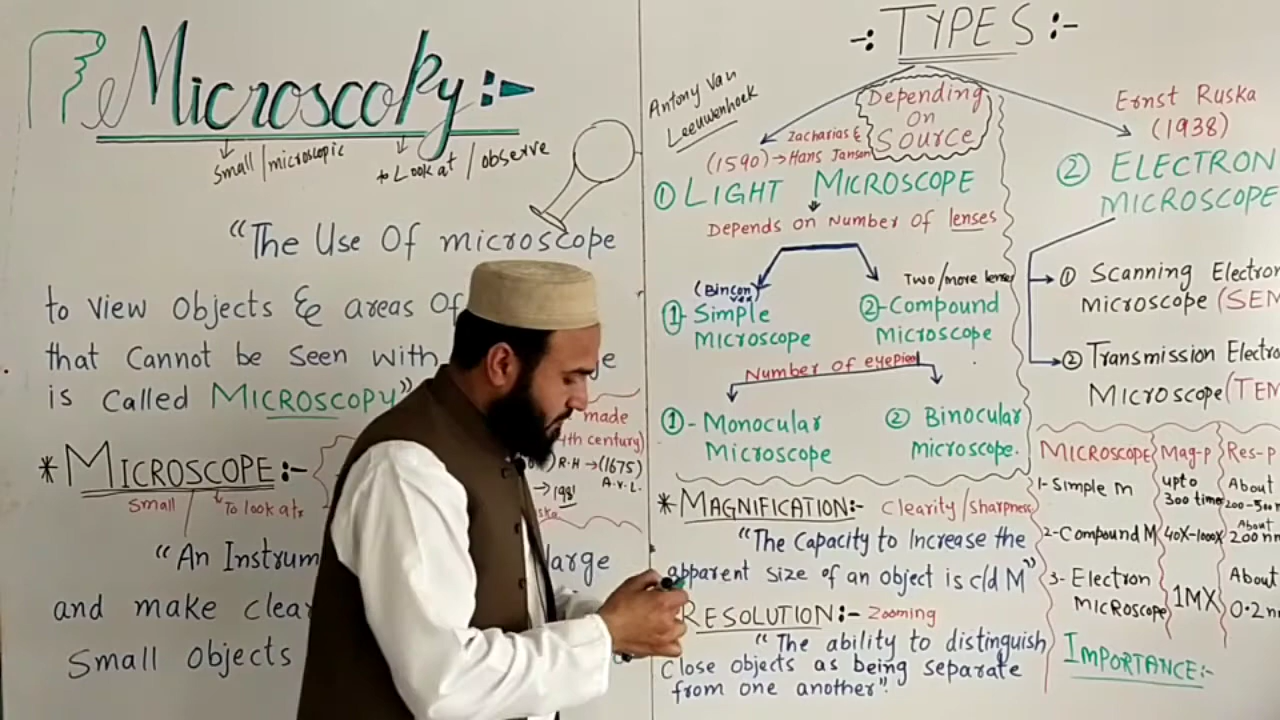 Microscopy:-
Small/microscopic
to Look at / observe
"The Use Of microscope
to view Objects & areas Of
that Cannot be Seen with
is Called MICROSCOPY"
* MICROSCOPE:-
Small
To look at
made
4th century)
R.H → (1675)
A.v.L.
→ 1981
"An Instrum
large
and make clea
Small Objects
-: TYPES :-
Depending
On
Source
Antony Van
Leeuwenhoek
Zacharias &
(1590) → Hans Jansen
① LIGHT MICROSCOPE
Depends on Number of lenses
(Bincon
vex)
① Simple
Microscope
Two/more lenses
②-Compound
Microscope
Number of eyepiece
①- Monocular
Microscope
② Binocular
microscope.
Ernst Ruska
(1938)
② ELECTRON
MICROSCOPE
① Scanning Electron
microscope (SEM
② Transmission Electro
Microscope (TEM
* MAGNIFICATION:- Clearity/sharpness
"The Capacity to Increase the
apparent size of an object is c/d M"
RESOLUTION:- Zooming
"The ability to distinguish
Close objects as being separate
from one another".
MICROSCOPE Mag-p Res-p
1- Simple m upto 300 times About 200-500 n
2-Compound M 40X-1000X About 200 nm
3- Electron Microscope 1MX About 0.2 n
IMPORTANCE:-